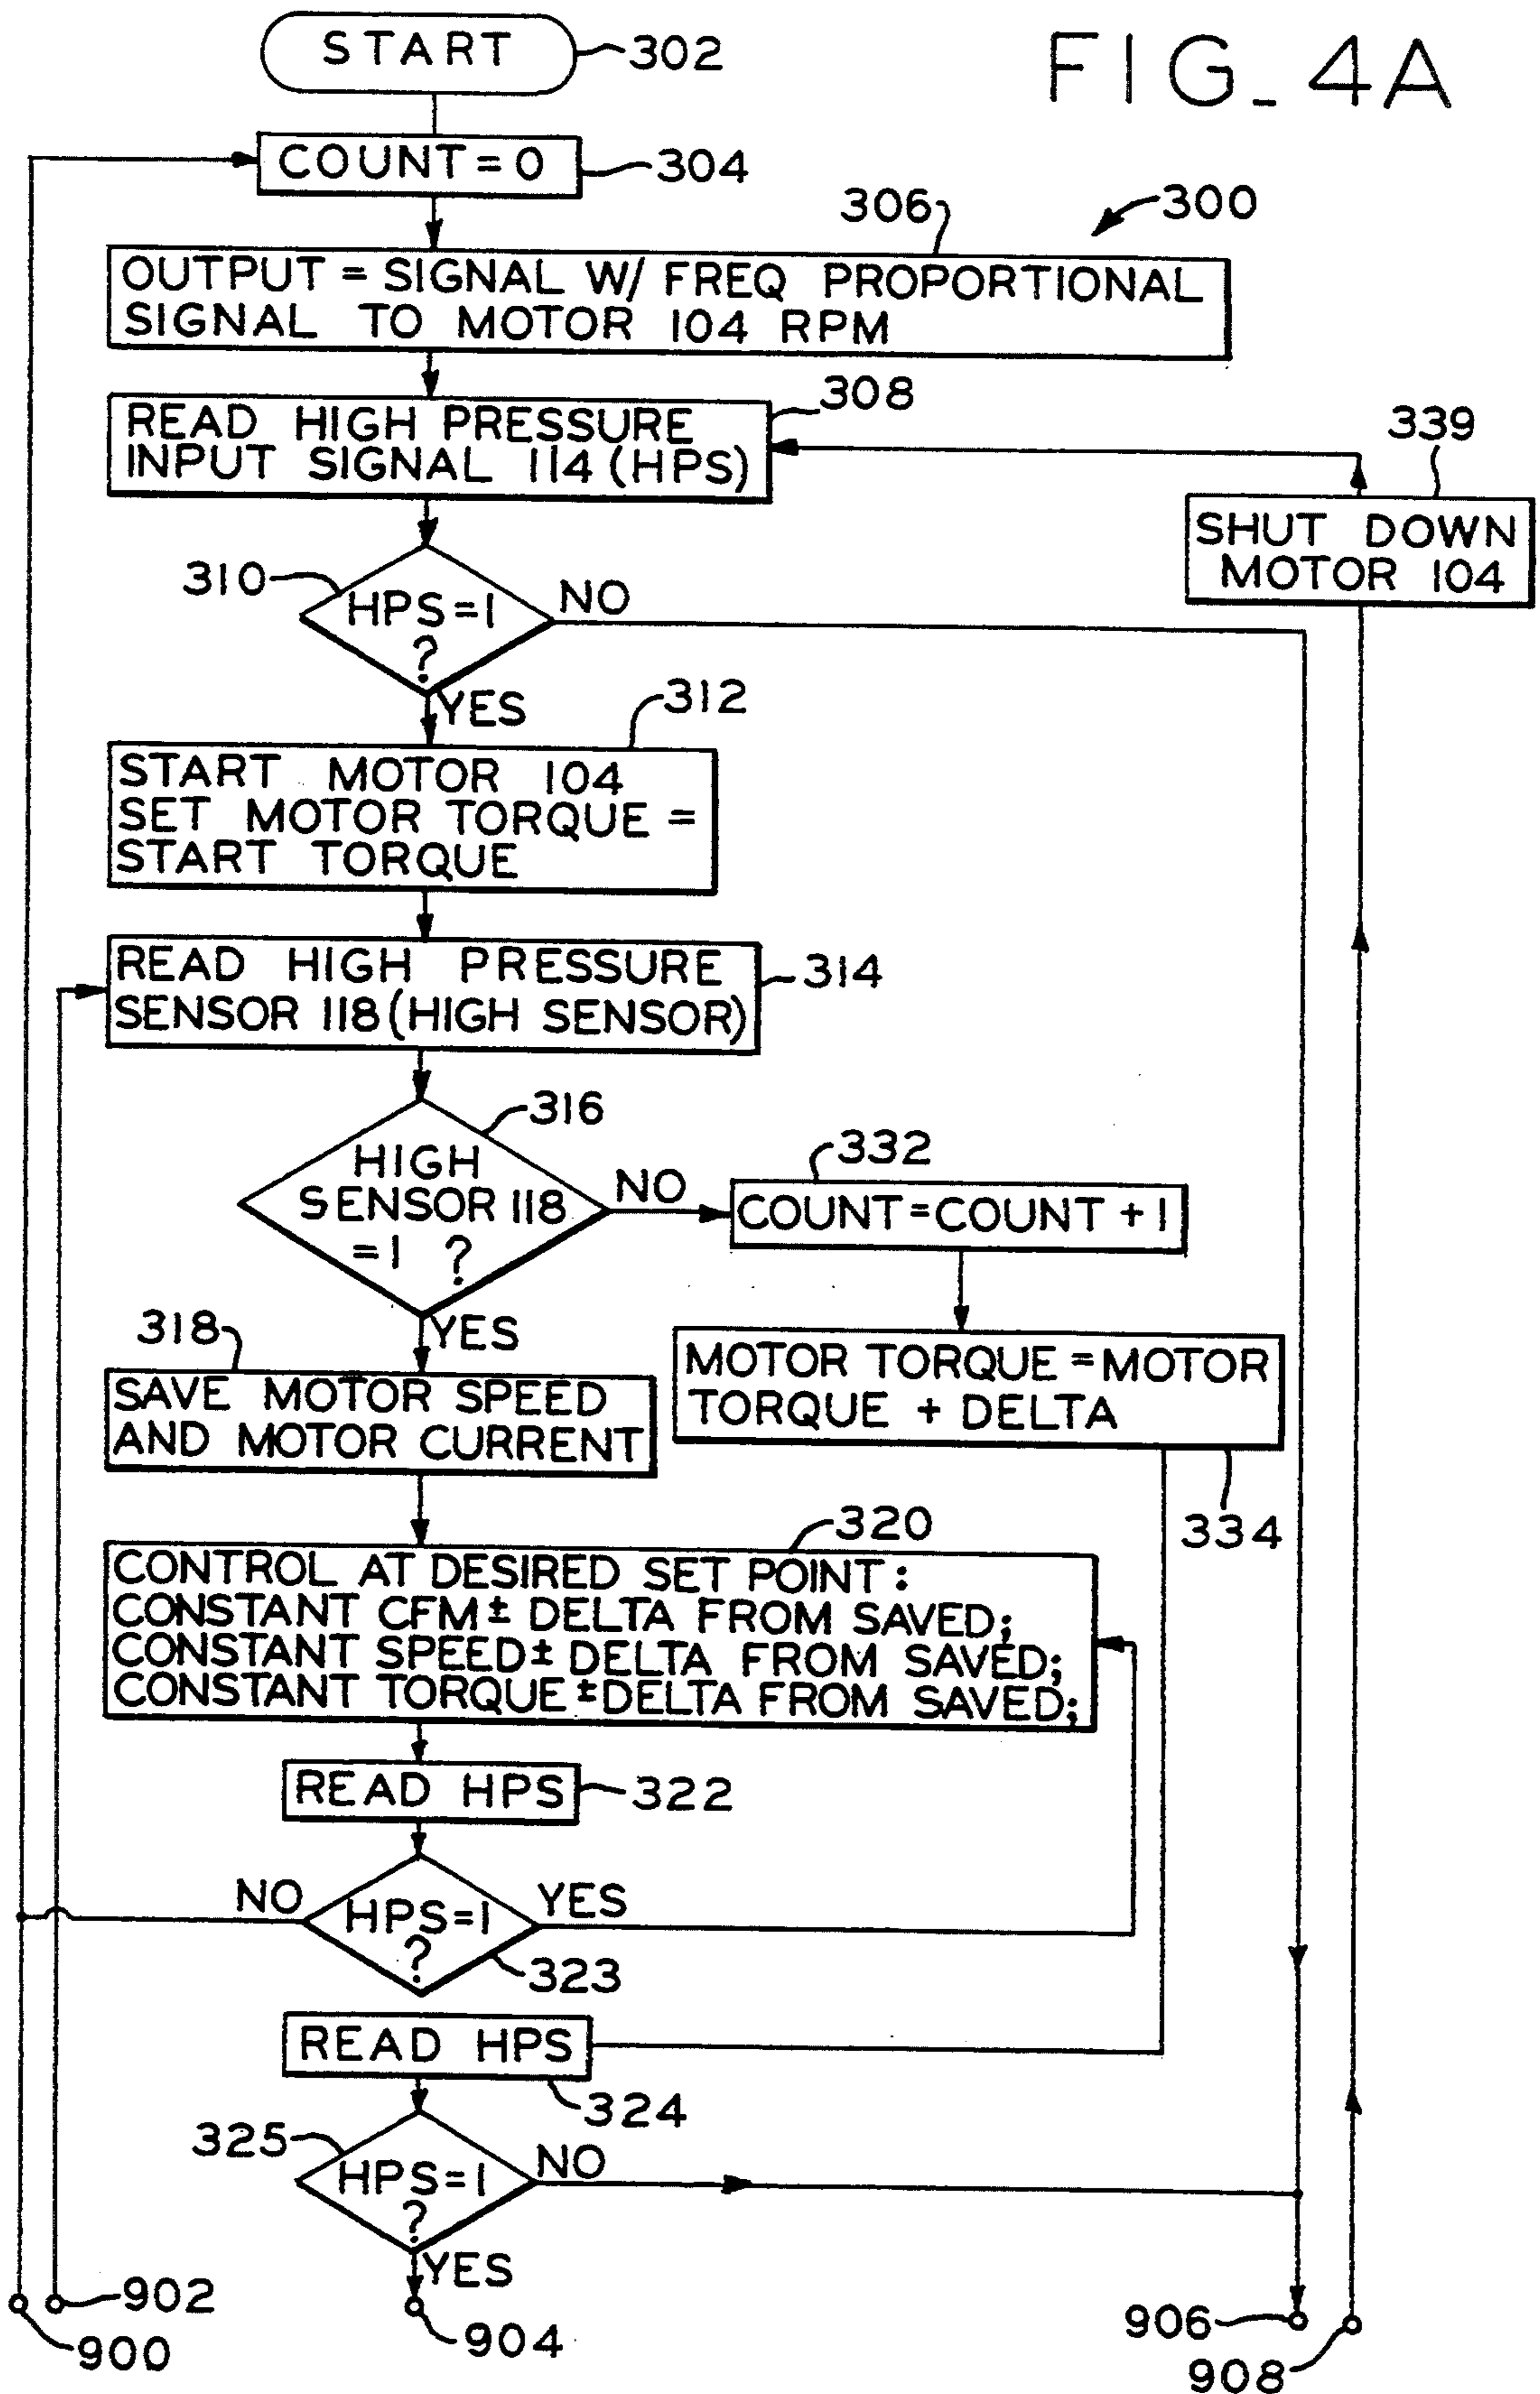 FIG_ 4A
START
302
COUNT = 0
304
306
300
OUTPUT = SIGNAL W/ FREQ PROPORTIONAL
SIGNAL TO MOTOR 104 RPM
308
READ HIGH PRESSURE
INPUT SIGNAL 114 (HPS)
339
SHUT DOWN
MOTOR 104
310
HPS=1
?
NO
YES
312
START MOTOR 104
SET MOTOR TORQUE =
START TORQUE
READ HIGH PRESSURE
SENSOR 118 (HIGH SENSOR)
314
316
HIGH
SENSOR 118
=1 ?
NO
332
COUNT = COUNT + 1
YES
318
SAVE MOTOR SPEED
AND MOTOR CURRENT
MOTOR TORQUE = MOTOR
TORQUE + DELTA
334
320
CONTROL AT DESIRED SET POINT :
CONSTANT CFM ± DELTA FROM SAVED;
CONSTANT SPEED ± DELTA FROM SAVED;
CONSTANT TORQUE ± DELTA FROM SAVED;
READ HPS
322
NO
HPS=1
?
YES
323
READ HPS
324
325
HPS=1
?
NO
YES
902
900
904
906
908